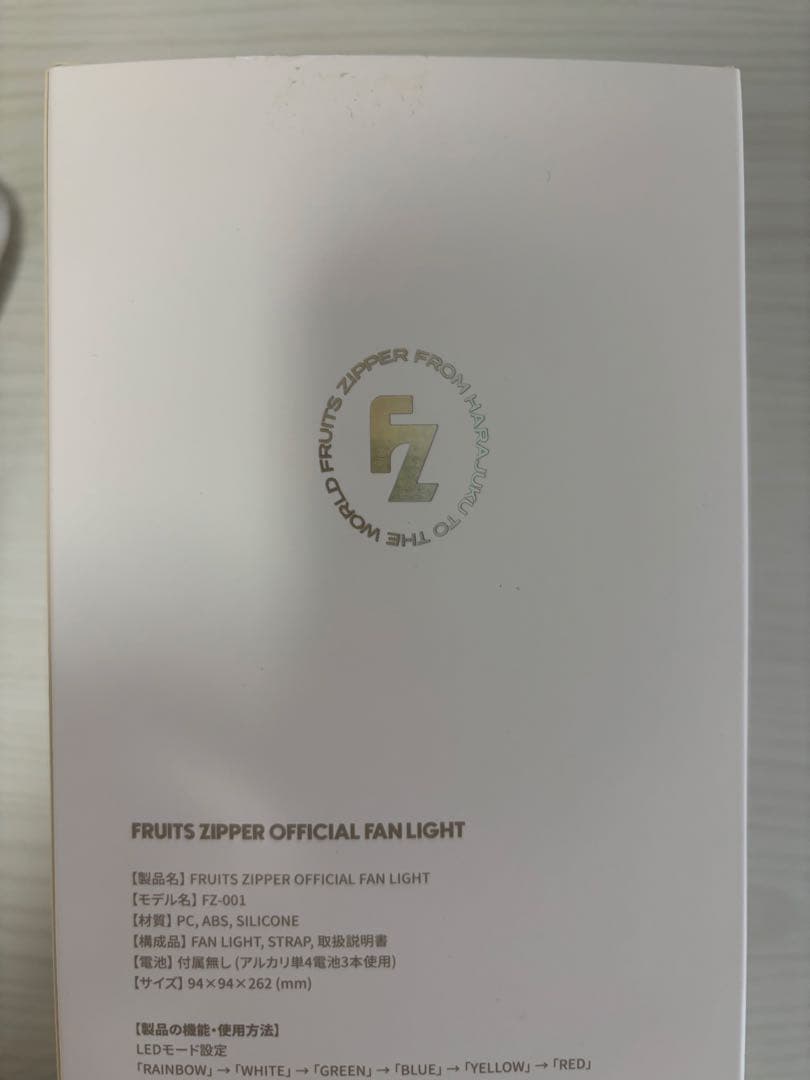 FRUITS ZIPPER FROM HARAJUKU TO THE WORLD
FZ
FRUITS ZIPPER OFFICIAL FAN LIGHT
【製品名】FRUITS ZIPPER OFFICIAL FAN LIGHT
【モデル名】FZ-001
【材質】PC, ABS, SILICONE
【構成品】FAN LIGHT, STRAP, 取扱説明書
【電池】付属無し (アルカリ単4電池3本使用)
【サイズ】94×94×262 (mm)
【製品の機能・使用方法】
LEDモード設定
「RAINBOW」→「WHITE」→「GREEN」→「BLUE」→「YELLOW」→「RED」